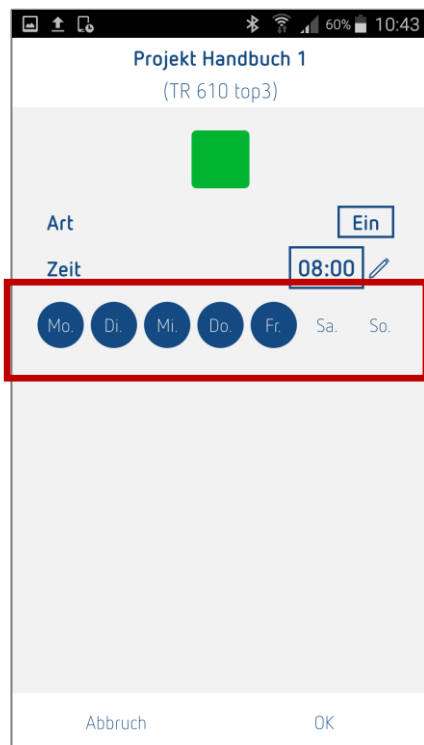 60% 10:43
Projekt Handbuch 1
(TR 610 top3)
Art Ein
Zeit 08:00
Mo. Di. Mi. Do. Fr. Sa. So.
Abbruch OK